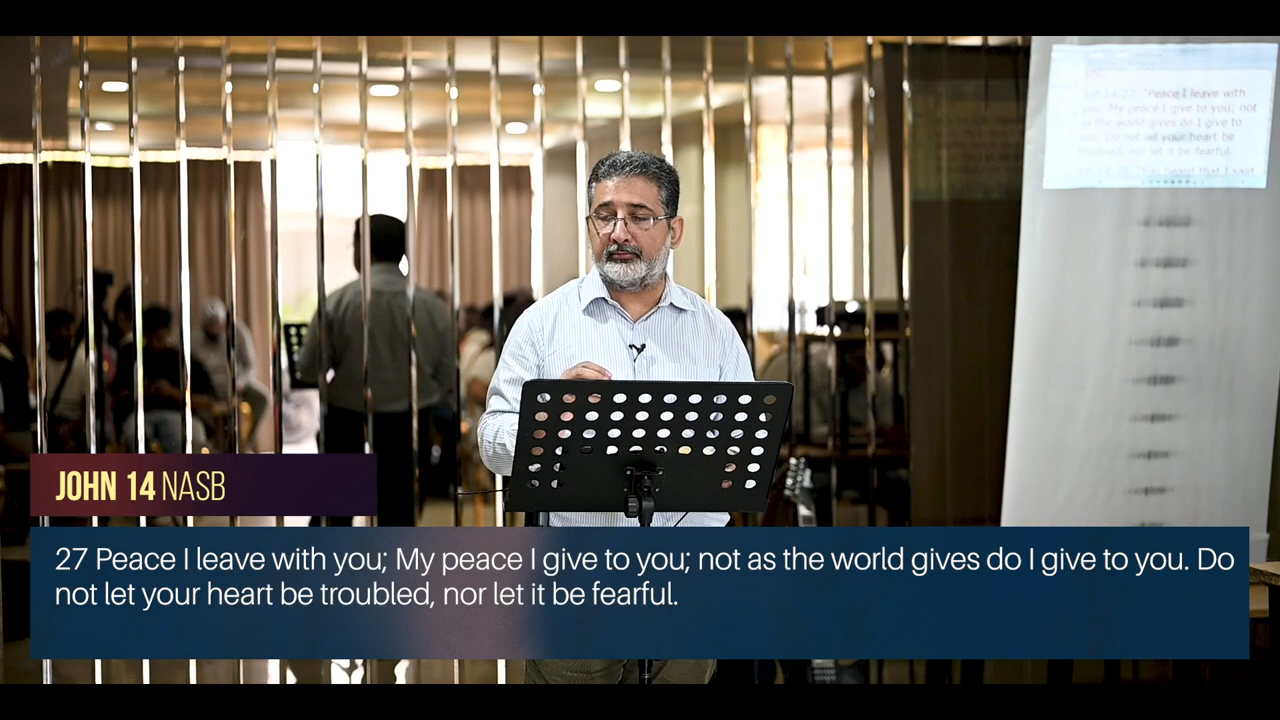 you.
"Peace I leave with
you. My peace I give to you; not
as the world gives do I give to
you. Do not let your heart be
troubled, nor let it be fearful.
JOHN 14 NASB
27 Peace I leave with you; My peace I give to you; not as the world gives do I give to you. Do
not let your heart be troubled, nor let it be fearful.